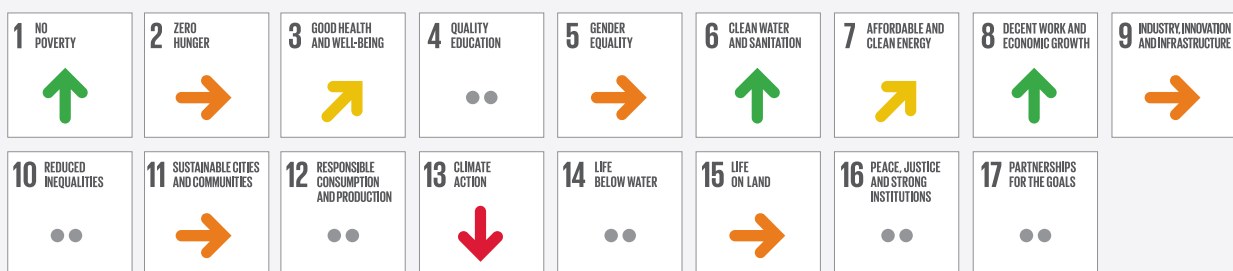 1 NO
POVERTY
2 ZERO
HUNGER
3 GOOD HEALTH
AND WELL-BEING
4 QUALITY
EDUCATION
5 GENDER
EQUALITY
6 CLEAN WATER
AND SANITATION
7 AFFORDABLE AND
CLEAN ENERGY
8 DECENT WORK AND
ECONOMIC GROWTH
9 INDUSTRY, INNOVATION
AND INFRASTRUCTURE
10 REDUCED
INEQUALITIES
11 SUSTAINABLE CITIES
AND COMMUNITIES
12 RESPONSIBLE
CONSUMPTION
AND PRODUCTION
13 CLIMATE
ACTION
14 LIFE
BELOW WATER
15 LIFE
ON LAND
16 PEACE, JUSTICE
AND STRONG
INSTITUTIONS
17 PARTNERSHIPS
FOR THE GOALS